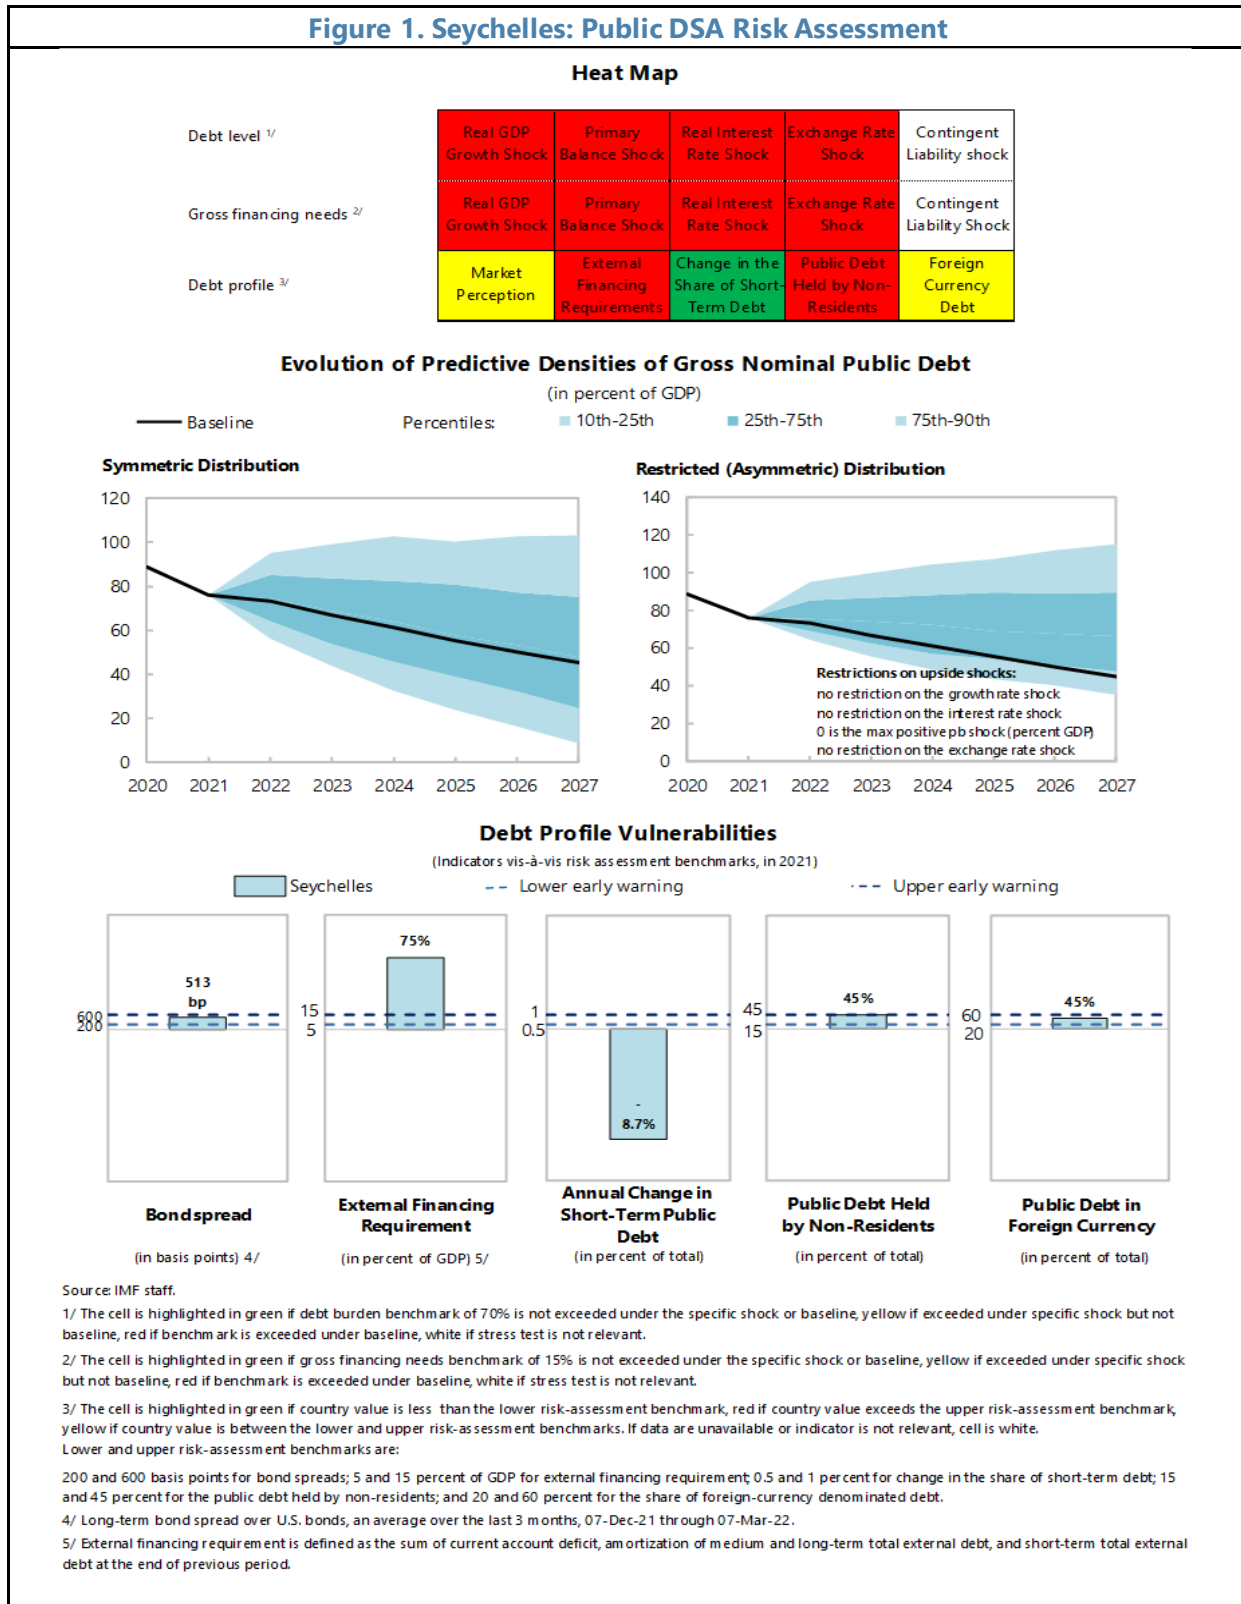 Figure 1. Seychelles: Public DSA Risk Assessment
Heat Map
Debt level 1/
Real GDP Growth Shock
Primary Balance Shock
Real Interest Rate Shock
Exchange Rate Shock
Contingent Liability shock
Gross financing needs 2/
Real GDP Growth Shock
Primary Balance Shock
Real Interest Rate Shock
Exchange Rate Shock
Contingent Liability Shock
Debt profile 3/
Market Perception
External Financing Requirements
Change in the Share of Short-Term Debt
Public Debt Held by Non-Residents
Foreign Currency Debt
Evolution of Predictive Densities of Gross Nominal Public Debt
(in percent of GDP)
Baseline Percentiles: 10th-25th 25th-75th 75th-90th
Symmetric Distribution
120
100
80
60
40
20
0
2020 2021 2022 2023 2024 2025 2026 2027
Restricted (Asymmetric) Distribution
140
120
100
80
60
40
20
0
Restrictions on upside shocks:
no restriction on the growth rate shock
no restriction on the interest rate shock
0 is the max positive pb shock (percent GDP)
no restriction on the exchange rate shock
2020 2021 2022 2023 2024 2025 2026 2027
Debt Profile Vulnerabilities
(Indicators vis-à-vis risk assessment benchmarks, in 2021)
Seychelles Lower early warning Upper early warning
513
bp
600
200
Bond spread
(in basis points) 4/
75%
15
5
External Financing
Requirement
(in percent of GDP) 5/
1
0.5
-
8.7%
Annual Change in
Short-Term Public
Debt
(in percent of total)
45%
45
15
Public Debt Held
by Non-Residents
(in percent of total)
45%
60
20
Public Debt in
Foreign Currency
(in percent of total)
Source: IMF staff.
1/ The cell is highlighted in green if debt burden benchmark of 70% is not exceeded under the specific shock or baseline, yellow if exceeded under specific shock but not
baseline, red if benchmark is exceeded under baseline, white if stress test is not relevant.
2/ The cell is highlighted in green if gross financing needs benchmark of 15% is not exceeded under the specific shock or baseline, yellow if exceeded under specific shock
but not baseline, red if benchmark is exceeded under baseline, white if stress test is not relevant.
3/ The cell is highlighted in green if country value is less than the lower risk-assessment benchmark, red if country value exceeds the upper risk-assessment benchmark,
yellow if country value is between the lower and upper risk-assessment benchmarks. If data are unavailable or indicator is not relevant, cell is white.
Lower and upper risk-assessment benchmarks are:
200 and 600 basis points for bond spreads; 5 and 15 percent of GDP for external financing requirement; 0.5 and 1 percent for change in the share of short-term debt; 15
and 45 percent for the public debt held by non-residents; and 20 and 60 percent for the share of foreign-currency denominated debt.
4/ Long-term bond spread over U.S. bonds, an average over the last 3 months, 07-Dec-21 through 07-Mar-22.
5/ External financing requirement is defined as the sum of current account deficit, amortization of medium and long-term total external debt, and short-term total external
debt at the end of previous period.